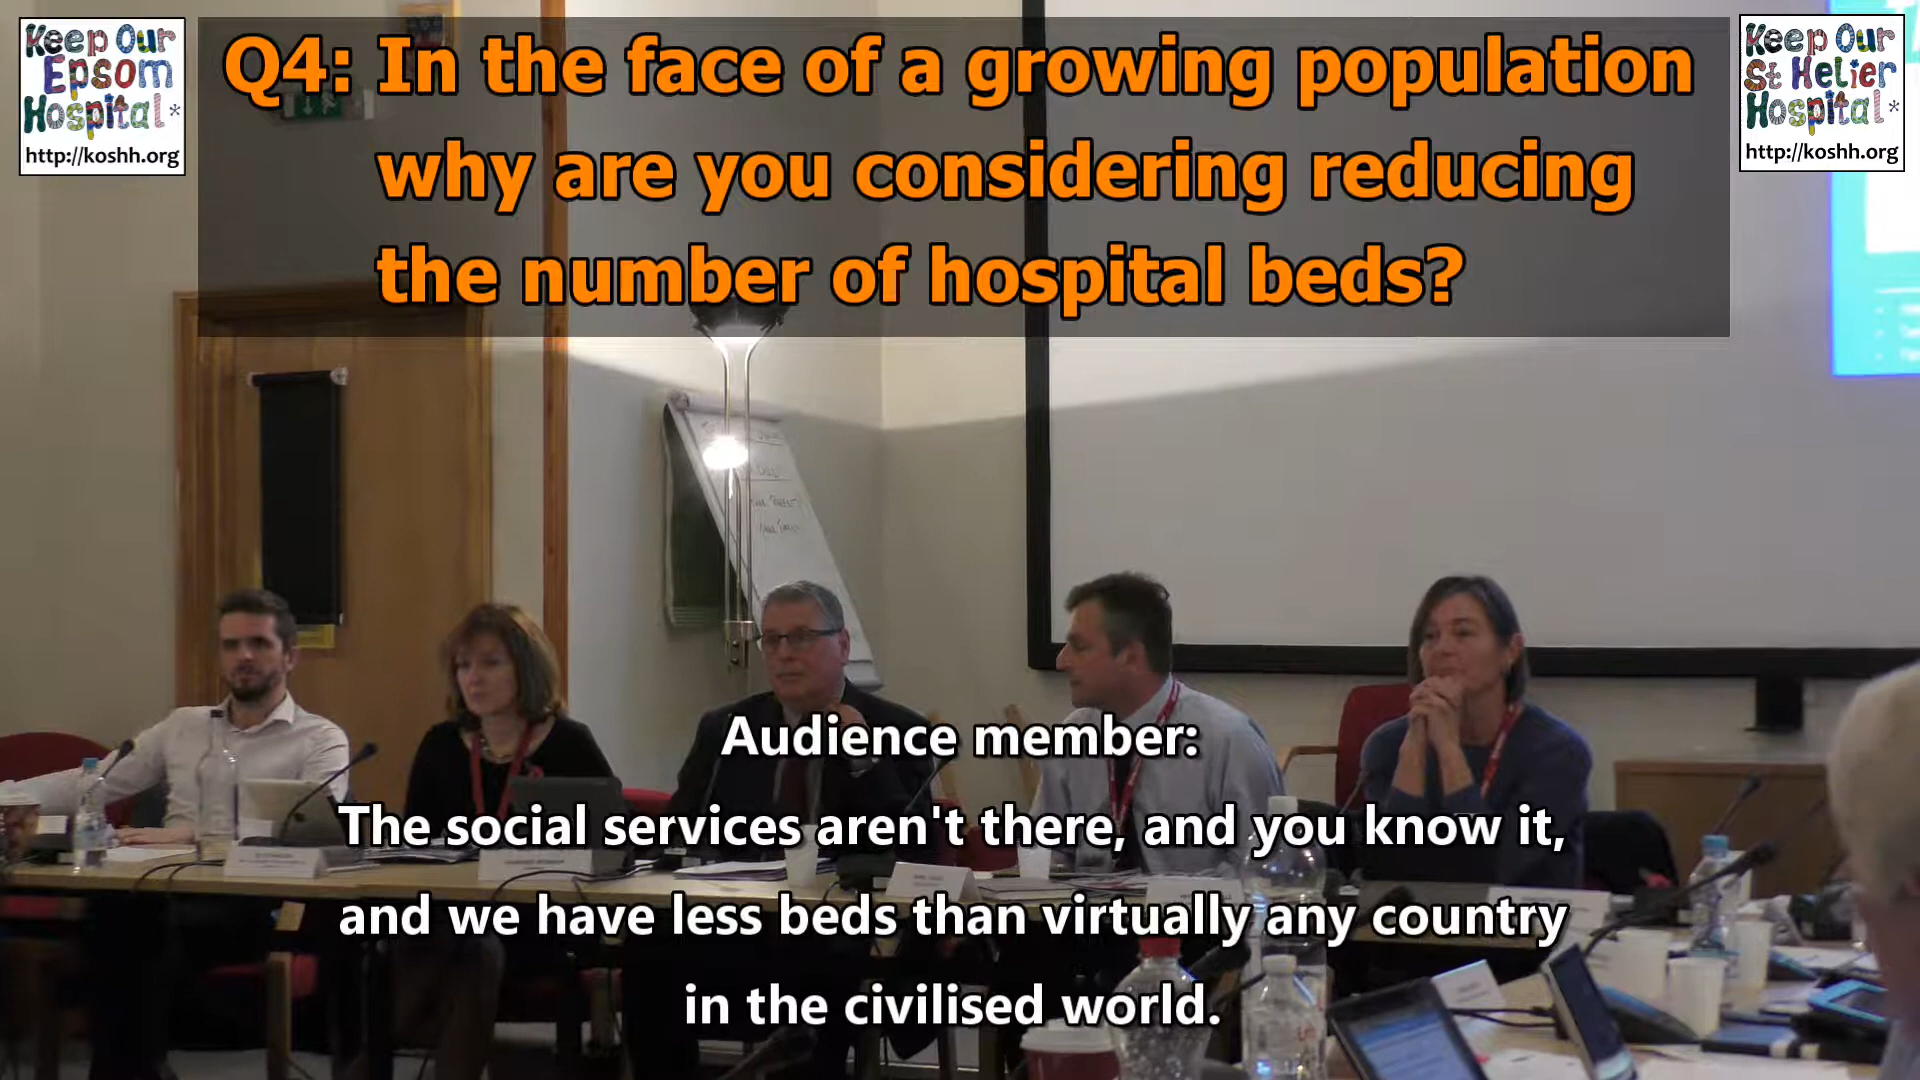 Keep Our
Epsom
Hospital*
http://koshh.org
Q4: In the face of a growing population
why are you considering reducing
the number of hospital beds?
Keep Our
St Helier
Hospital*
http://koshh.org
Audience member:
The social services aren't there, and you know it,
and we have less beds than virtually any country
in the civilised world.